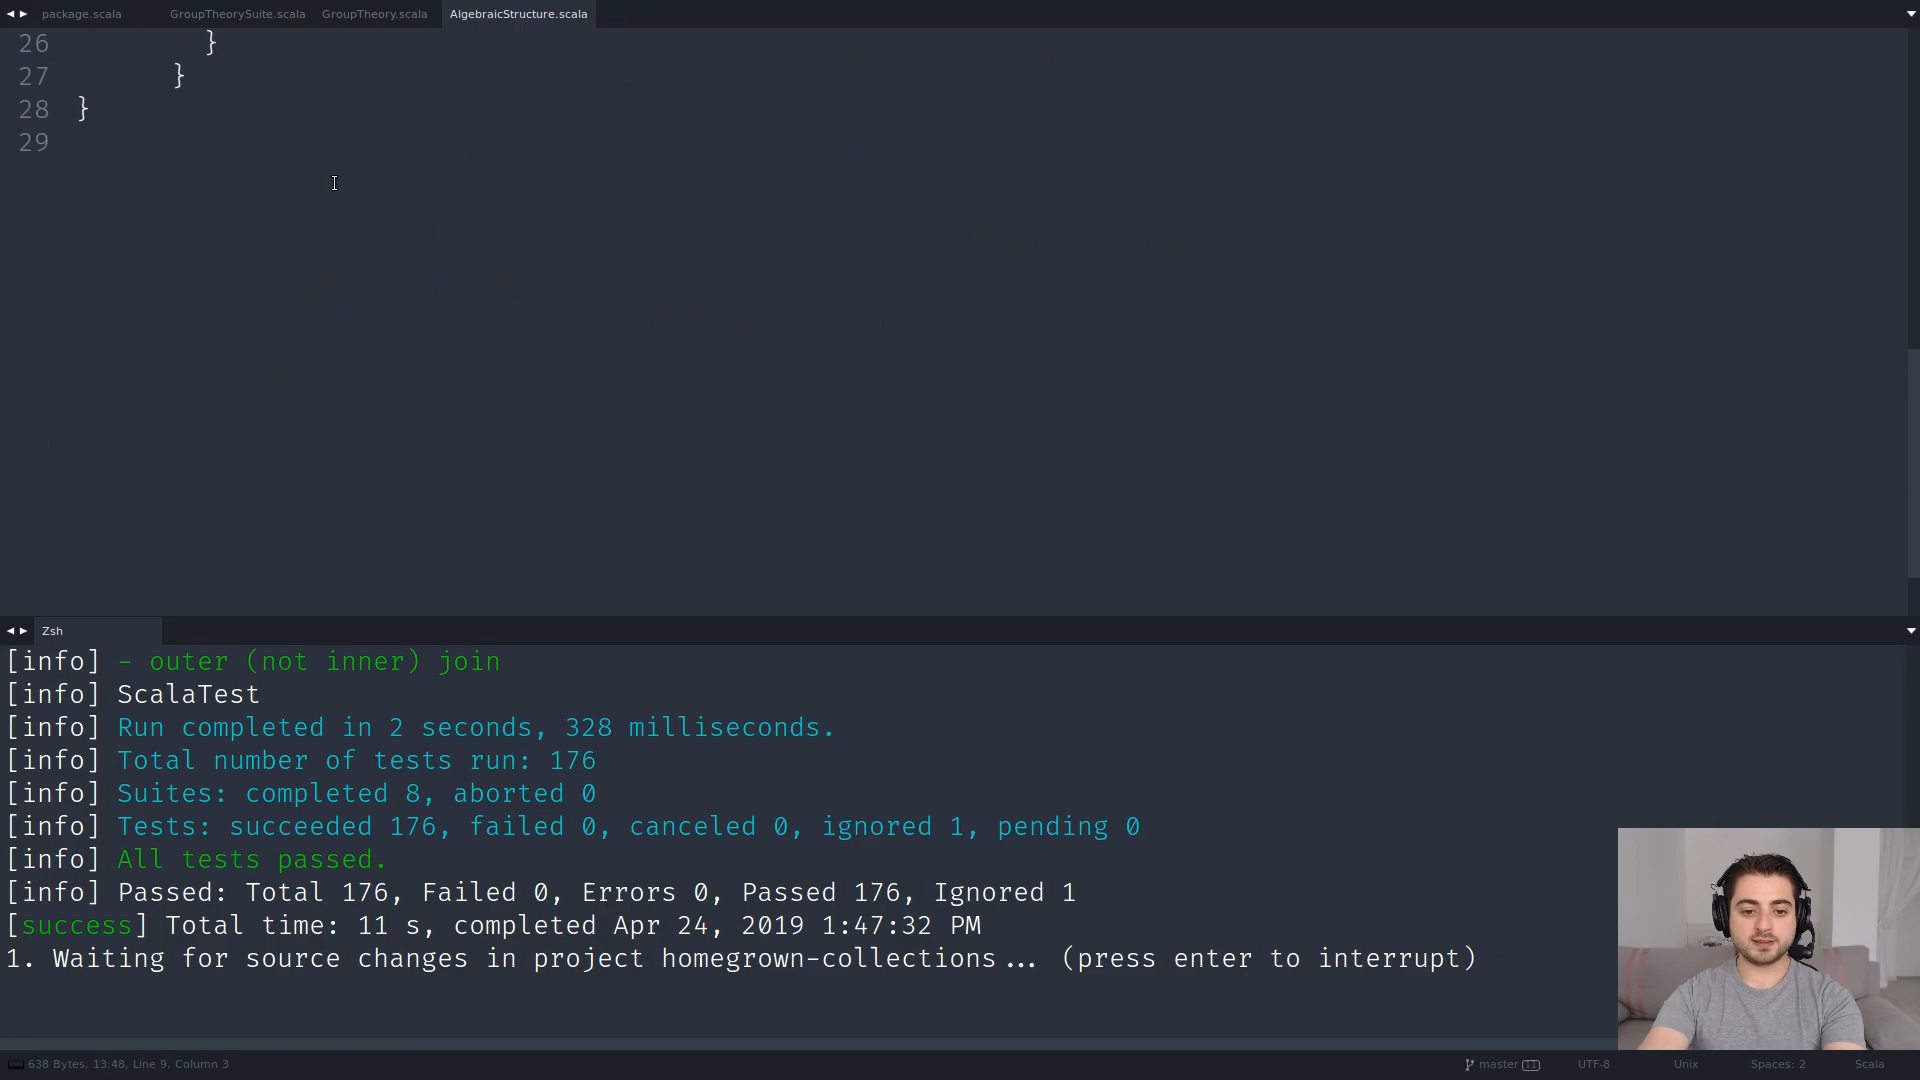 package.scala GroupTheorySuite.scala GroupTheory.scala AlgebraicStructure.scala
26 }
27 }
28 }
29
Zsh
[info] - outer (not inner) join
[info] ScalaTest
[info] Run completed in 2 seconds, 328 milliseconds.
[info] Total number of tests run: 176
[info] Suites: completed 8, aborted 0
[info] Tests: succeeded 176, failed 0, canceled 0, ignored 1, pending 0
[info] All tests passed.
[info] Passed: Total 176, Failed 0, Errors 0, Passed 176, Ignored 1
[success] Total time: 11 s, completed Apr 24, 2019 1:47:32 PM
1. Waiting for source changes in project homegrown-collections... (press enter to interrupt)
638 Bytes, 13:48, Line 9, Column 3 master 11 UTF-8 Unix Spaces: 2 Scala